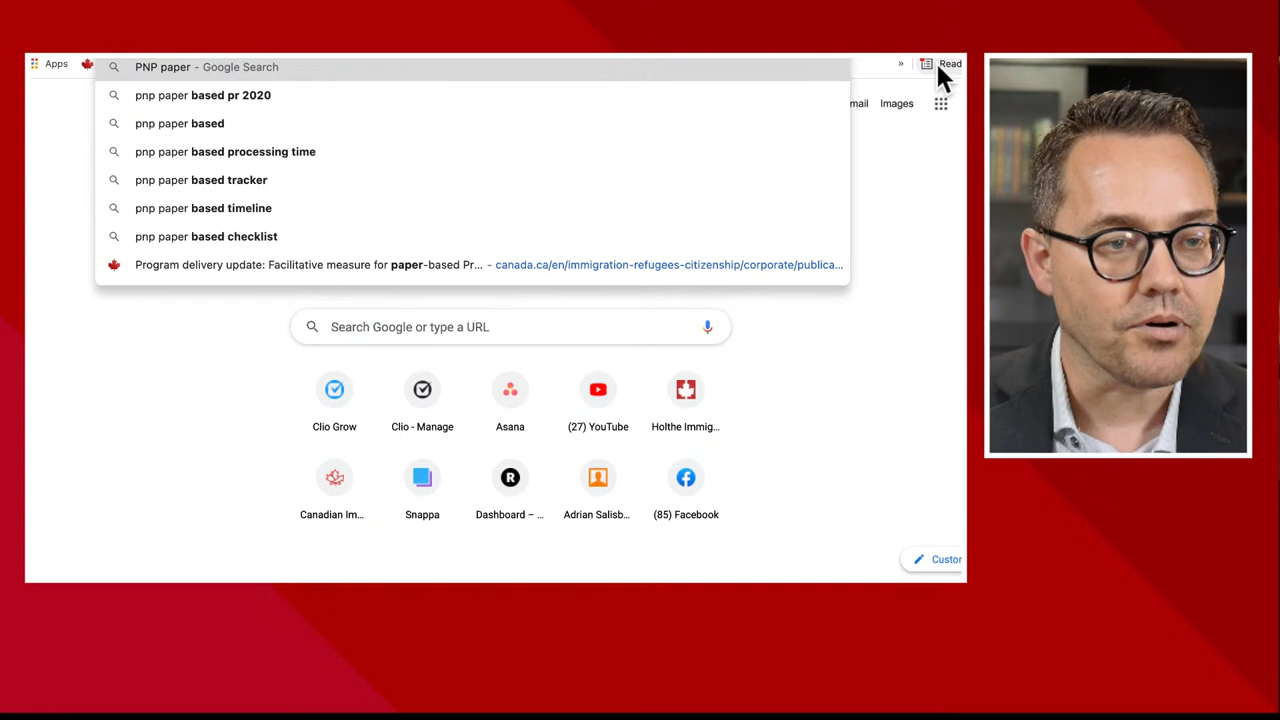 Apps
PNP paper - Google Search
»
Read
pnp paper based pr 2020
mail Images
pnp paper based
pnp paper based processing time
pnp paper based tracker
pnp paper based timeline
pnp paper based checklist
Program delivery update: Facilitative measure for paper-based Pr... - canada.ca/en/immigration-refugees-citizenship/corporate/publica...
Search Google or type a URL
Clio Grow
Clio - Manage
Asana
(27) YouTube
Holthe Immig...
R
Canadian Im...
Snappa
Dashboard – ...
Adrian Salisb...
(85) Facebook
Custor